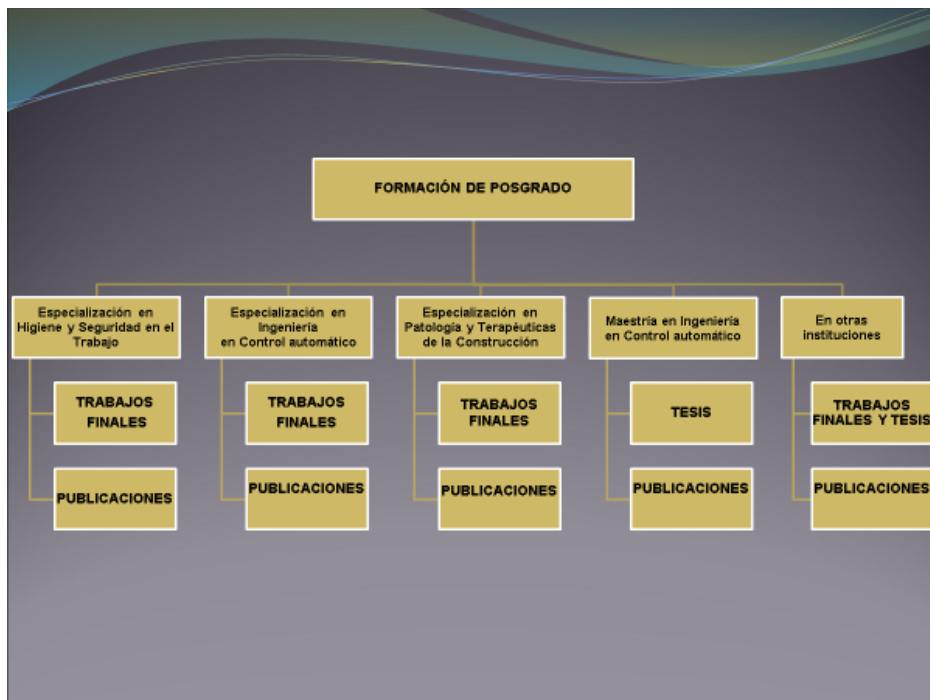 FORMACIÓN DE POSGRADO
Especialización en
Higiene y Seguridad en el
Trabajo
Especialización en
Ingeniería
en Control automático
Especialización en
Patología y Terapéuticas
de la Construcción
Maestría en Ingeniería
en Control automático
En otras
instituciones
TRABAJOS
FINALES
TRABAJOS
FINALES
TRABAJOS
FINALES
TESIS
TRABAJOS
FINALES Y TESIS
PUBLICACIONES
PUBLICACIONES
PUBLICACIONES
PUBLICACIONES
PUBLICACIONES